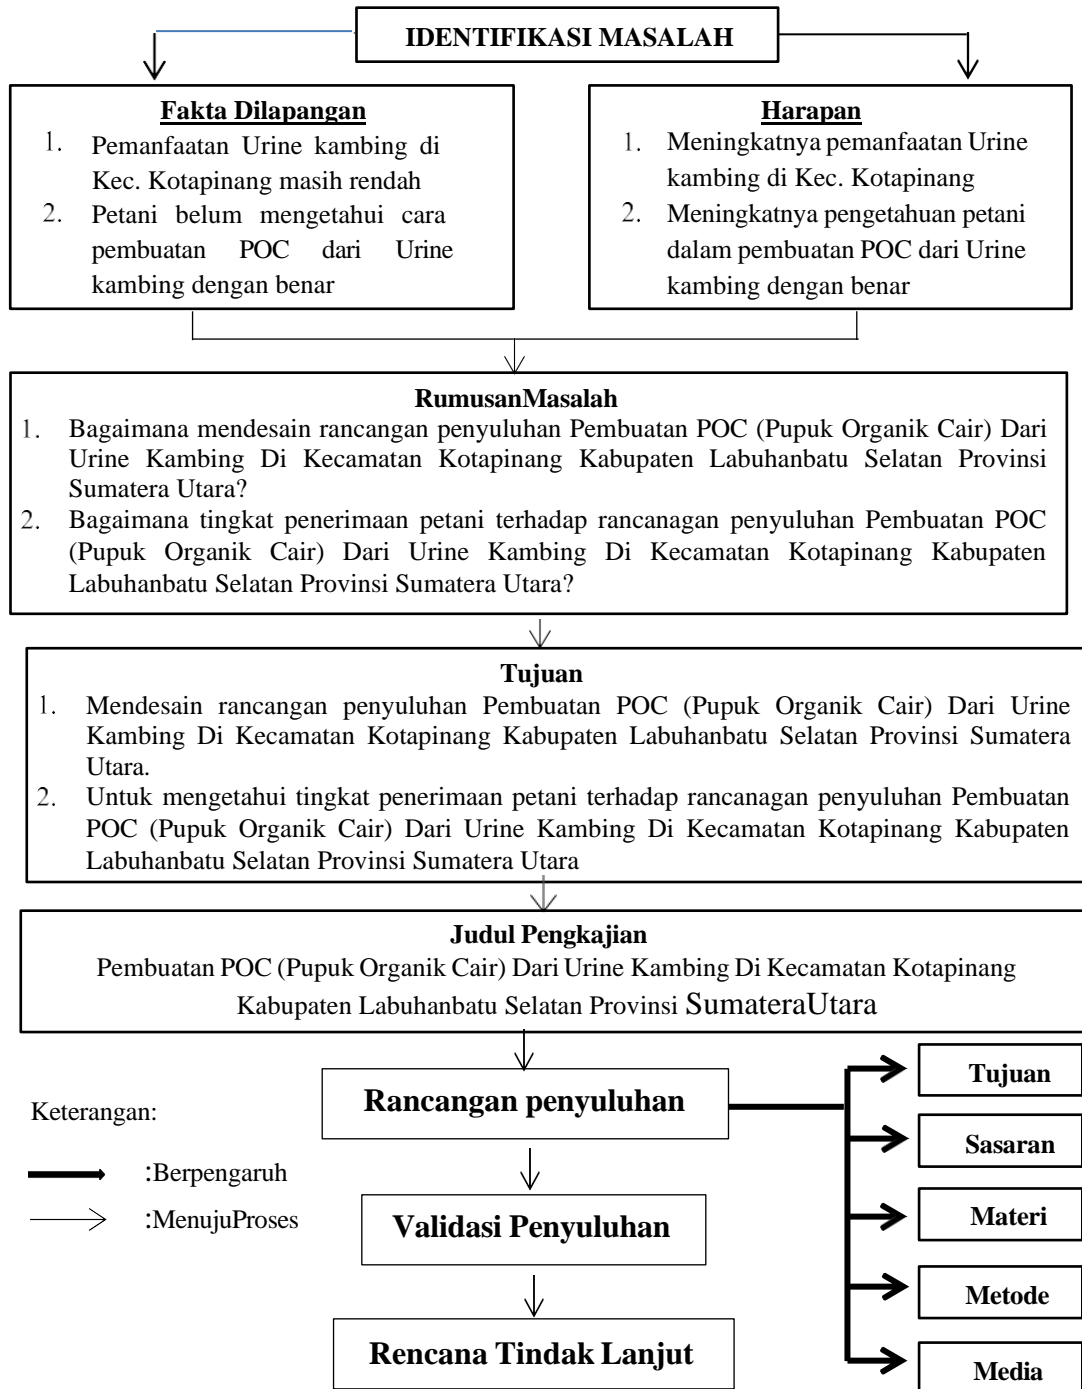 IDENTIFIKASI MASALAH
Fakta Dilapangan
1. Pemanfaatan Urine kambing di
Kec. Kotapinang masih rendah
2. Petani belum mengetahui cara
pembuatan POC dari Urine
kambing dengan benar
Harapan
1. Meningkatnya pemanfaatan Urine
kambing di Kec. Kotapinang
2. Meningkatnya pengetahuan petani
dalam pembuatan POC dari Urine
kambing dengan benar
RumusanMasalah
1. Bagaimana mendesain rancangan penyuluhan Pembuatan POC (Pupuk Organik Cair) Dari
Urine Kambing Di Kecamatan Kotapinang Kabupaten Labuhanbatu Selatan Provinsi
Sumatera Utara?
2. Bagaimana tingkat penerimaan petani terhadap rancanagan penyuluhan Pembuatan POC
(Pupuk Organik Cair) Dari Urine Kambing Di Kecamatan Kotapinang Kabupaten
Labuhanbatu Selatan Provinsi Sumatera Utara?
Tujuan
1. Mendesain rancangan penyuluhan Pembuatan POC (Pupuk Organik Cair) Dari Urine
Kambing Di Kecamatan Kotapinang Kabupaten Labuhanbatu Selatan Provinsi Sumatera
Utara.
2. Untuk mengetahui tingkat penerimaan petani terhadap rancanagan penyuluhan Pembuatan
POC (Pupuk Organik Cair) Dari Urine Kambing Di Kecamatan Kotapinang Kabupaten
Labuhanbatu Selatan Provinsi Sumatera Utara
Judul Pengkajian
Pembuatan POC (Pupuk Organik Cair) Dari Urine Kambing Di Kecamatan Kotapinang
Kabupaten Labuhanbatu Selatan Provinsi SumateraUtara
Rancangan penyuluhan
Validasi Penyuluhan
Rencana Tindak Lanjut
Tujuan
Sasaran
Materi
Metode
Media
Keterangan:
:Berpengaruh
:MenujuProses